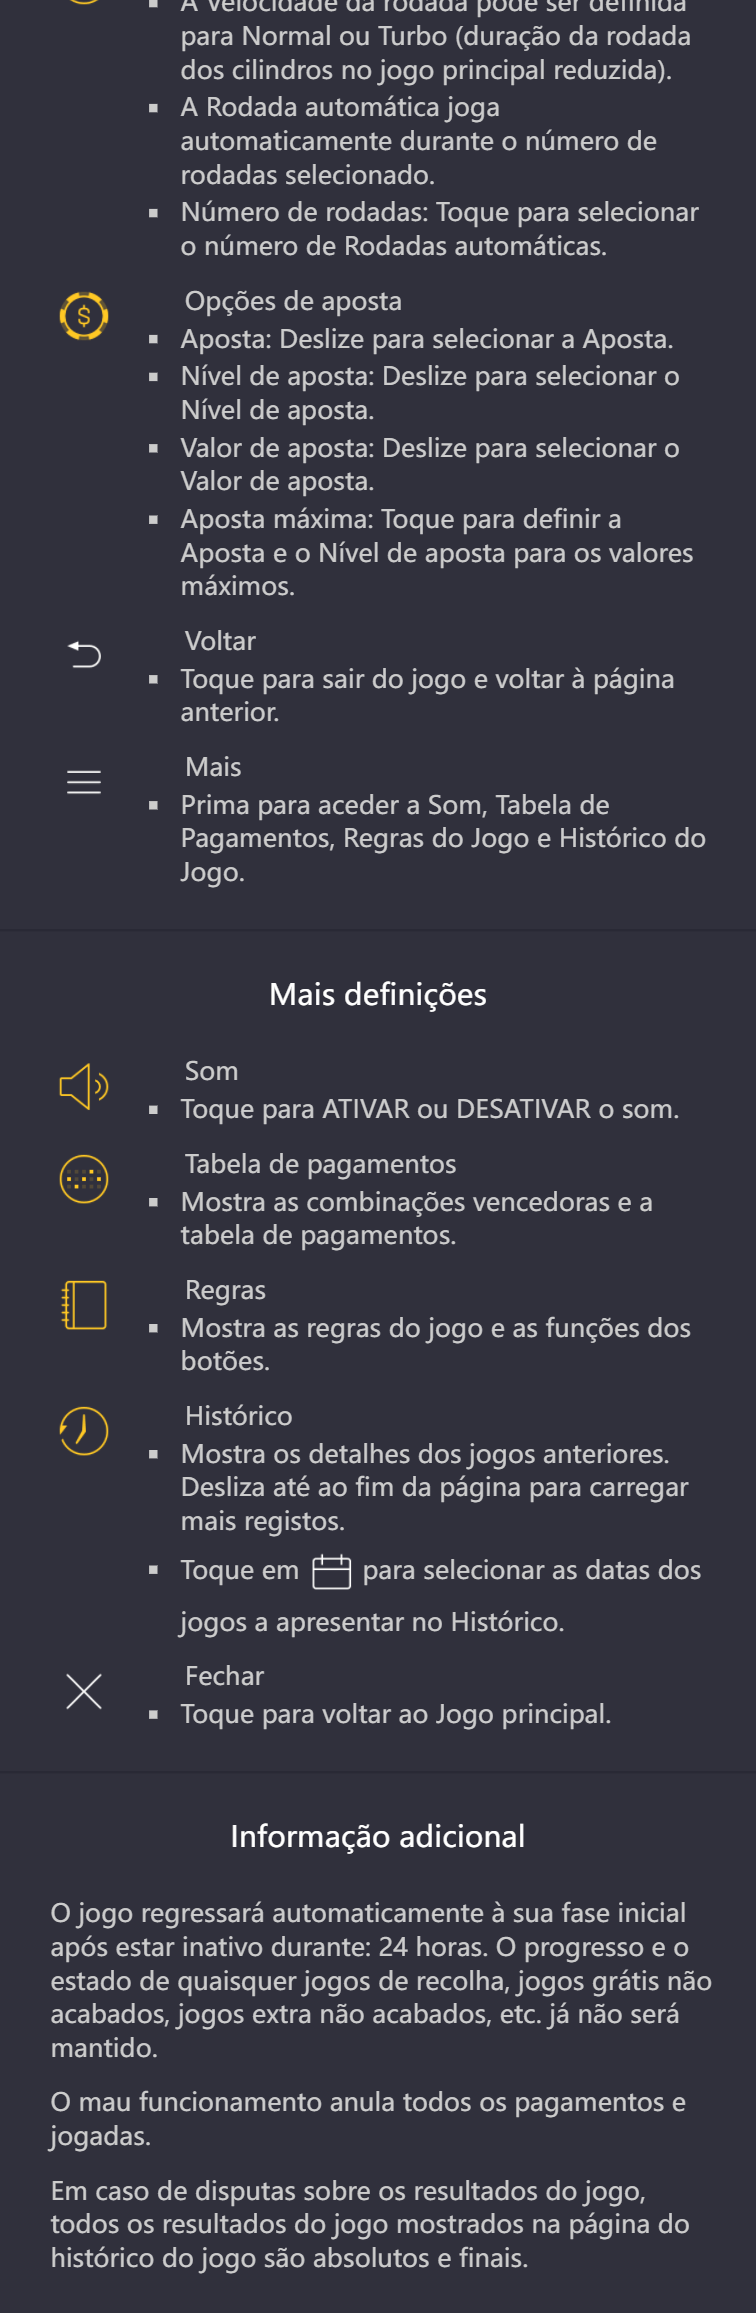 A Velocidade da rodada pode ser definida
para Normal ou Turbo (duração da rodada
dos cilindros no jogo principal reduzida).
A Rodada automática joga
automaticamente durante o número de
rodadas selecionado.
Número de rodadas: Toque para selecionar
o número de Rodadas automáticas.
$
Opções de aposta
Aposta: Deslize para selecionar a Aposta.
Nível de aposta: Deslize para selecionar o
Nível de aposta.
Valor de aposta: Deslize para selecionar o
Valor de aposta.
Aposta máxima: Toque para definir a
Aposta e o Nível de aposta para os valores
máximos.
Voltar
Toque para sair do jogo e voltar à página
anterior.
Mais
Prima para aceder a Som, Tabela de
Pagamentos, Regras do Jogo e Histórico do
Jogo.
Mais definições
Som
Toque para ATIVAR ou DESATIVAR o som.
Tabela de pagamentos
Mostra as combinações vencedoras e a
tabela de pagamentos.
Regras
Mostra as regras do jogo e as funções dos
botões.
Histórico
Mostra os detalhes dos jogos anteriores.
Desliza até ao fim da página para carregar
mais registos.
Toque em para selecionar as datas dos
jogos a apresentar no Histórico.
Fechar
Toque para voltar ao Jogo principal.
Informação adicional
O jogo regressará automaticamente à sua fase inicial
após estar inativo durante: 24 horas. O progresso e o
estado de quaisquer jogos de recolha, jogos grátis não
acabados, jogos extra não acabados, etc. já não será
mantido.
O mau funcionamento anula todos os pagamentos e
jogadas.
Em caso de disputas sobre os resultados do jogo,
todos os resultados do jogo mostrados na página do
histórico do jogo são absolutos e finais.